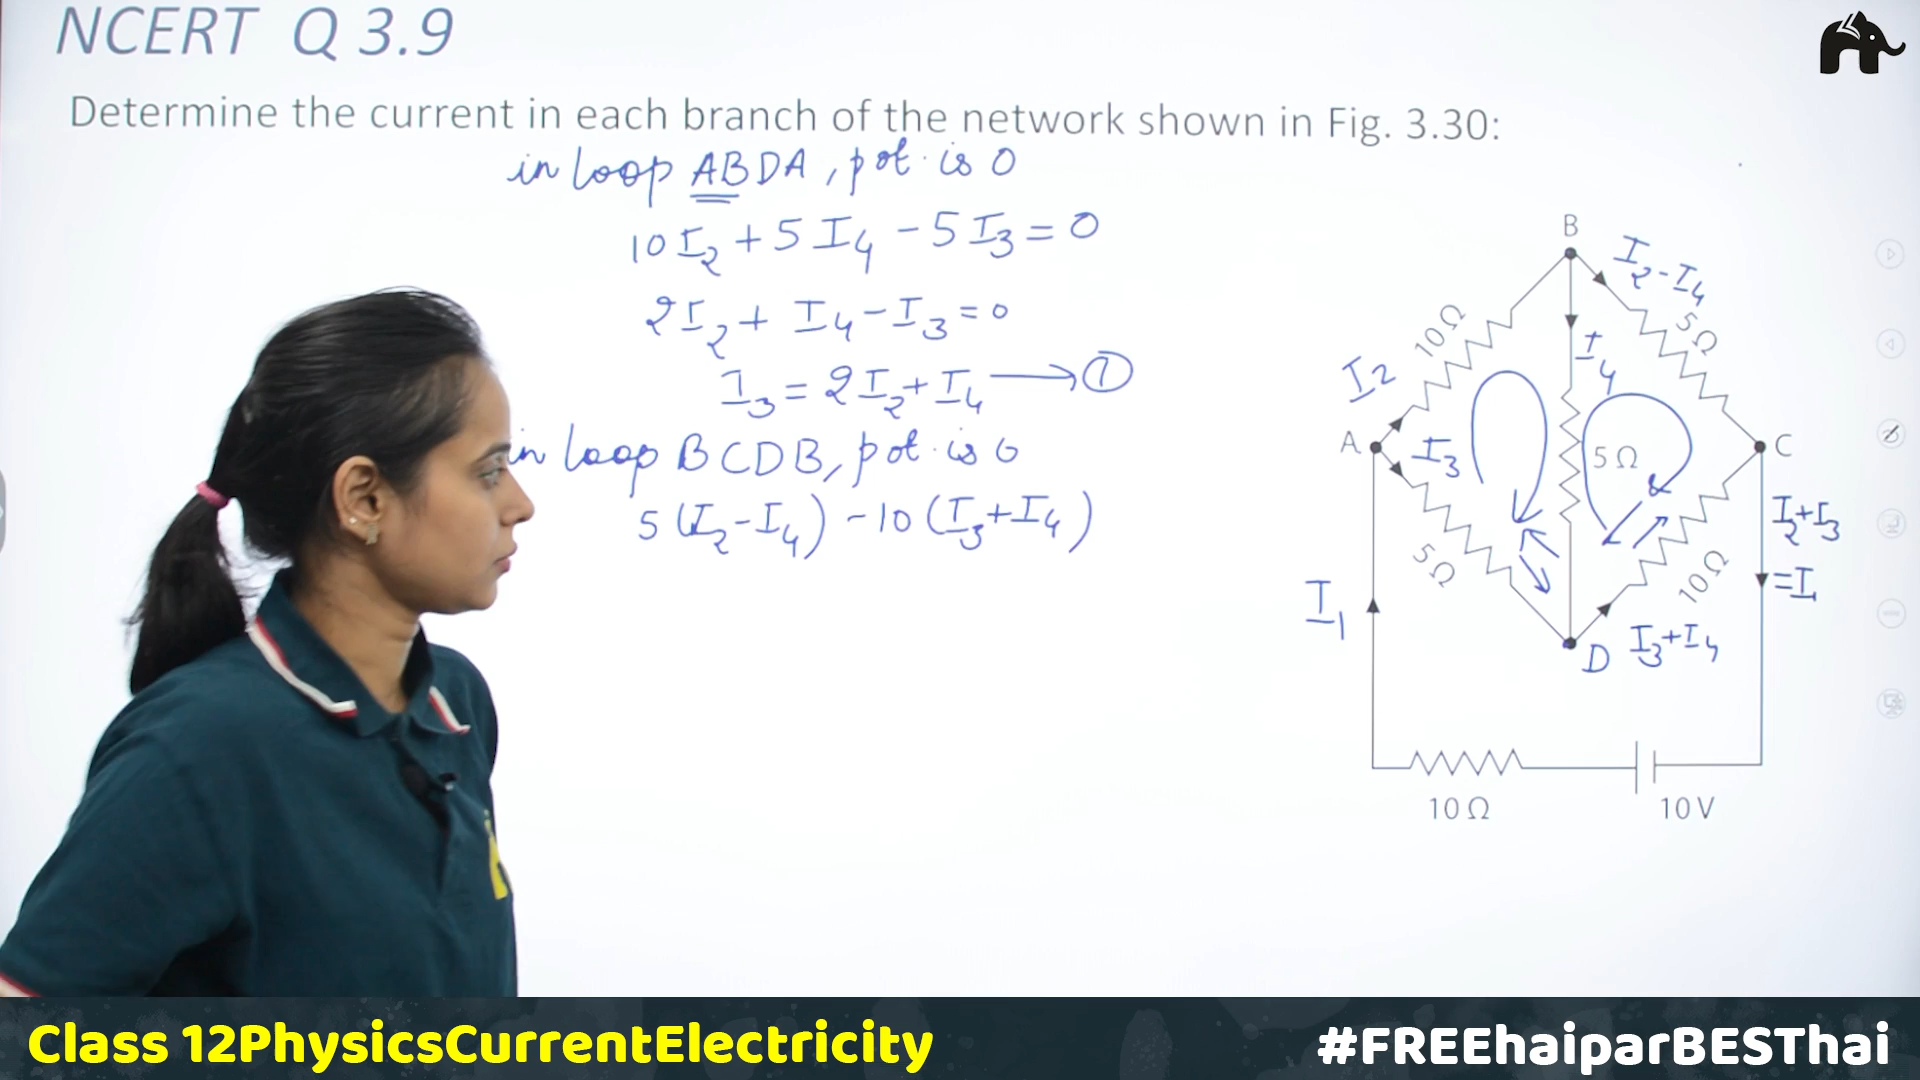 NCERT Q 3.9
Determine the current in each branch of the network shown in Fig. 3.30:
in loop ABDA, pot. is 0
10I₂ + 5I₄ - 5I₃ = 0
2I₂ + I₄ - I₃ = 0
I₃ = 2I₂ + I₄ → ①
in loop BCDB, pot. is 0
5(I₂ - I₄) - 10(I₃ + I₄)
B
I₂ - I₄
10Ω
5Ω
I₂
I₄
A
I₃
5Ω
C
I₂+I₃
5Ω
10Ω
=I₁
I₁
D
I₃+I₄
10Ω
10V
Class 12PhysicsCurrentElectricity
#FREEhaiparBESThai